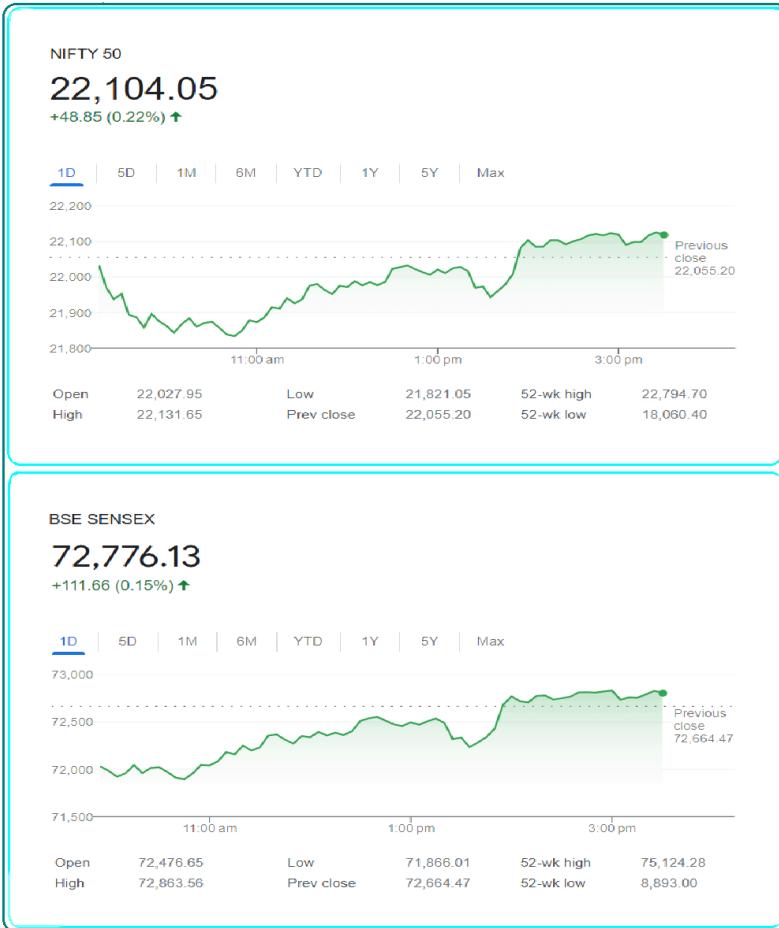 NIFTY 50
22,104.05
+48.85 (0.22%) ↑
1D 5D 1M 6M YTD 1Y 5Y Max
22,200
22,100
22,000
21,900
21,800
Previous
close
22,055.20
11:00 am 1:00 pm 3:00 pm
Open 22,027.95 Low 21,821.05 52-wk high 22,794.70
High 22,131.65 Prev close 22,055.20 52-wk low 18,060.40
BSE SENSEX
72,776.13
+111.66 (0.15%) ↑
1D 5D 1M 6M YTD 1Y 5Y Max
73,000
72,500
72,000
71,500
Previous
close
72,664.47
11:00 am 1:00 pm 3:00 pm
Open 72,476.65 Low 71,866.01 52-wk high 75,124.28
High 72,863.56 Prev close 72,664.47 52-wk low 8,893.00